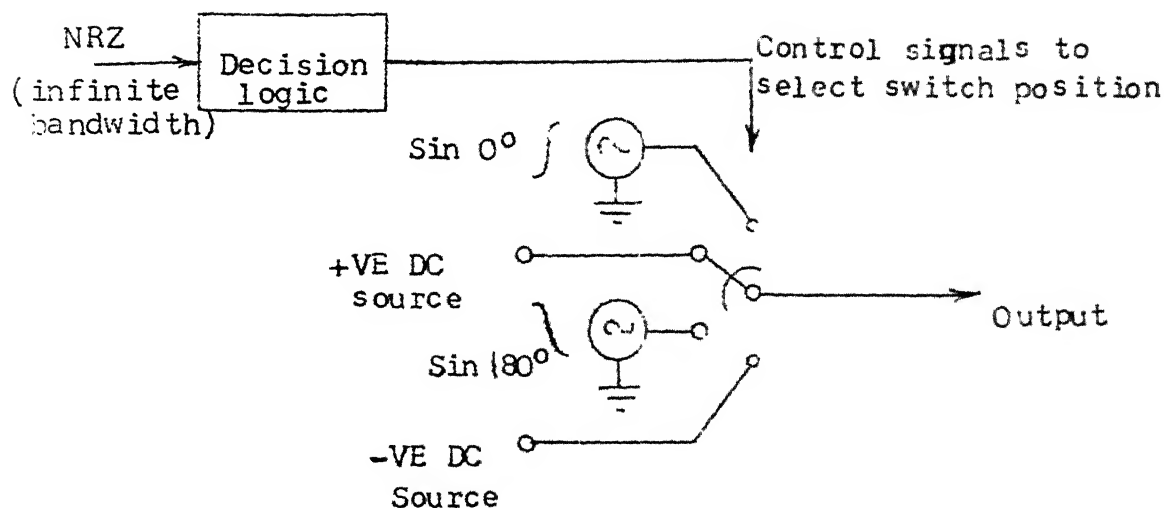 NRZ
(infinite
bandwidth)
Decision
logic
Control signals to
select switch position
Sin 0°
+VE DC
source
Sin 180°
Output
-VE DC
Source